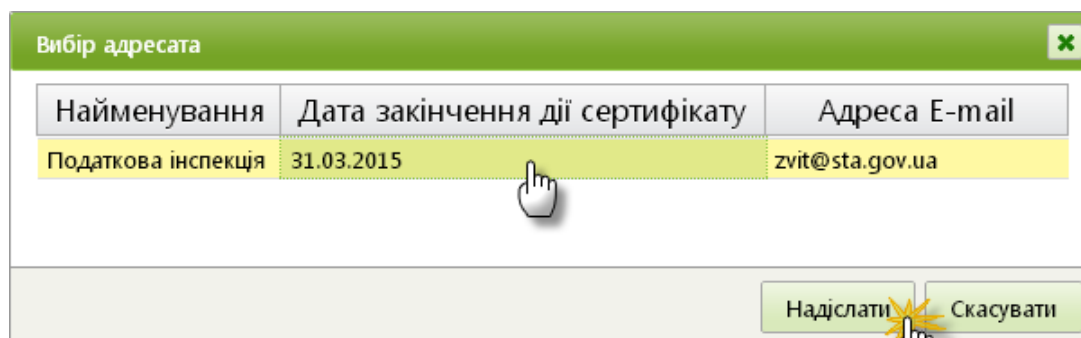 Вибір адресата
Найменування Дата закінчення дії сертифікату Адреса E-mail
Податкова інспекція 31.03.2015 zvit@sta.gov.ua
Надіслати Скасувати